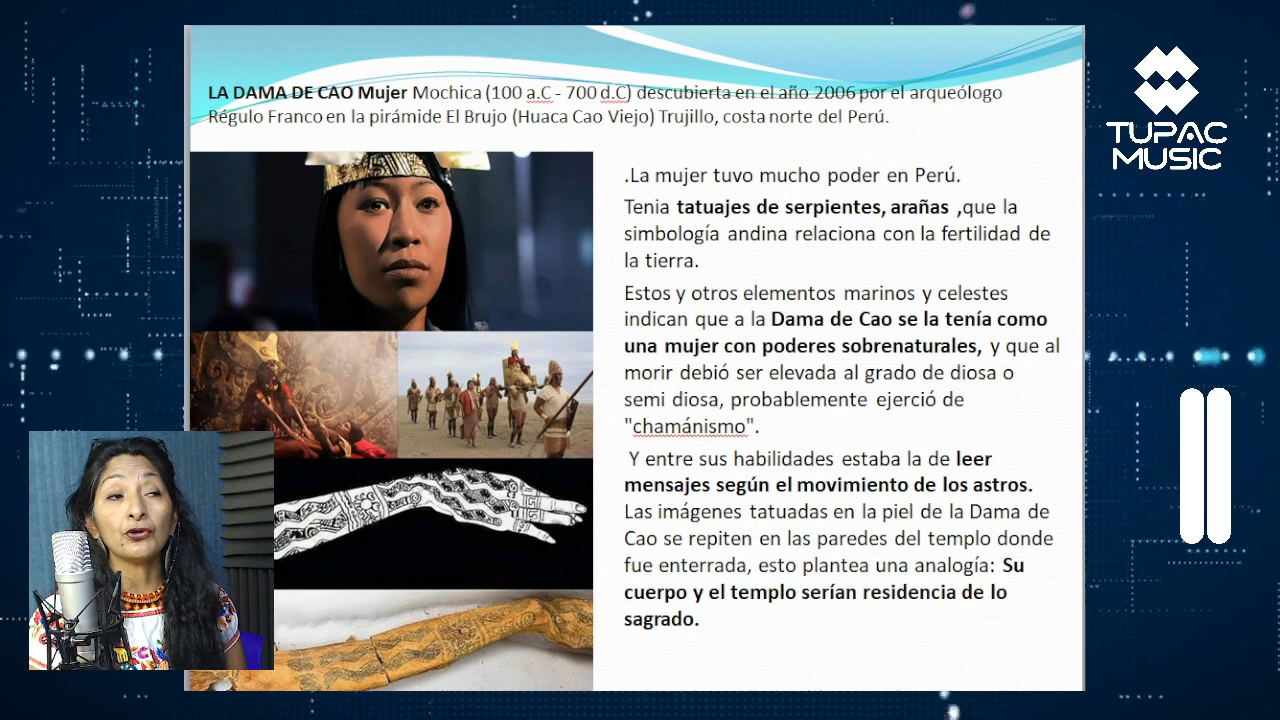 LA DAMA DE CAO Mujer Mochica (100 a.C - 700 d.C) descubierta en el año 2006 por el arqueólogo
Régulo Franco en la pirámide El Brujo (Huaca Cao Viejo) Trujillo, costa norte del Perú.
TUPAC
MUSIC
.La mujer tuvo mucho poder en Perú.
Tenia tatuajes de serpientes, arañas ,que la
simbología andina relaciona con la fertilidad de
la tierra.
Estos y otros elementos marinos y celestes
indican que a la Dama de Cao se la tenía como
una mujer con poderes sobrenaturales, y que al
morir debió ser elevada al grado de diosa o
semi diosa, probablemente ejerció de
"chamánismo".
Y entre sus habilidades estaba la de leer
mensajes según el movimiento de los astros.
Las imágenes tatuadas en la piel de la Dama de
Cao se repiten en las paredes del templo donde
fue enterrada, esto plantea una analogía: Su
cuerpo y el templo serían residencia de lo
sagrado.